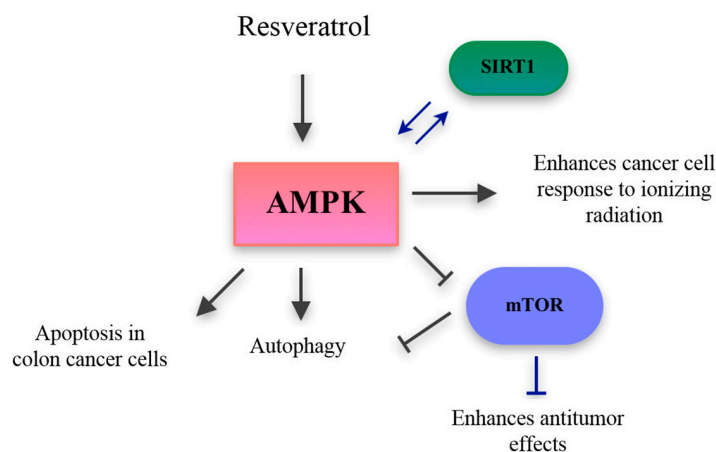 Resveratrol
SIRT1
AMPK
Enhances cancer cell
response to ionizing
radiation
mTOR
Apoptosis in
colon cancer cells
Autophagy
Enhances antitumor
effects